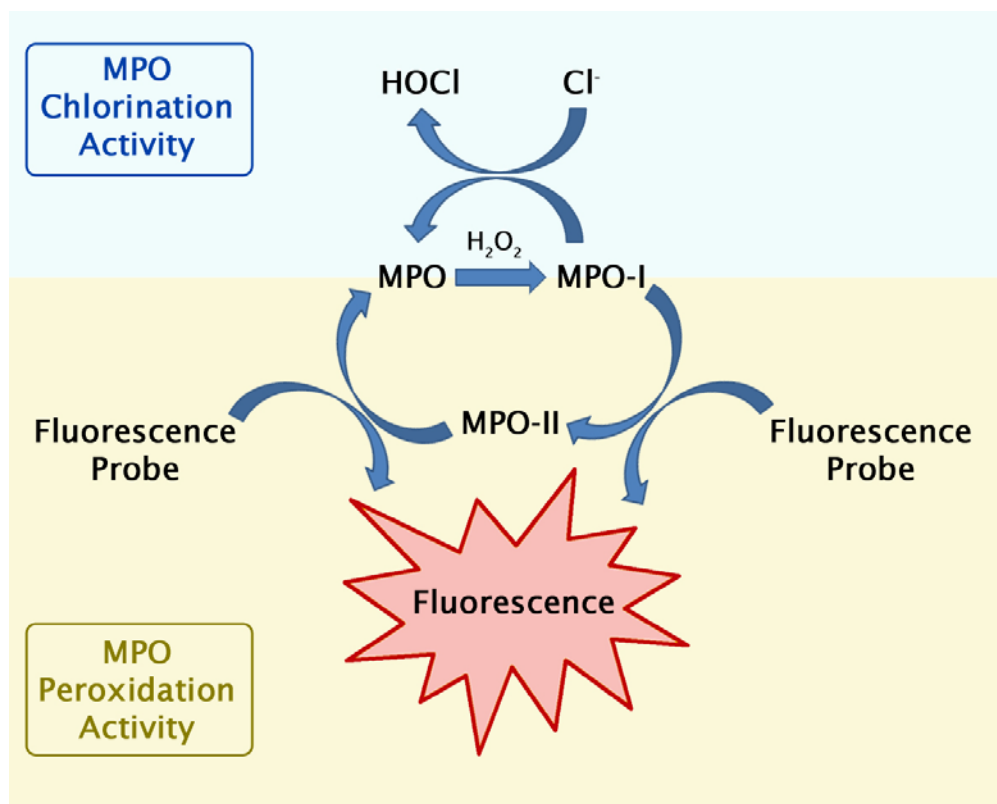 MPO
Chlorination
Activity
HOCl
Cl⁻
H₂O₂
MPO
MPO-I
MPO-II
Fluorescence
Probe
Fluorescence
Probe
Fluorescence
MPO
Peroxidation
Activity